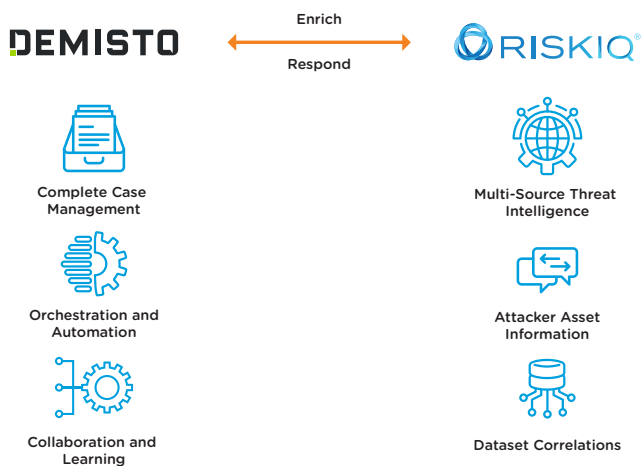 DEMISTO
Enrich
Respond
RISKIQ®
Complete Case
Management
Multi-Source Threat
Intelligence
Orchestration and
Automation
Attacker Asset
Information
Collaboration and
Learning
Dataset Correlations